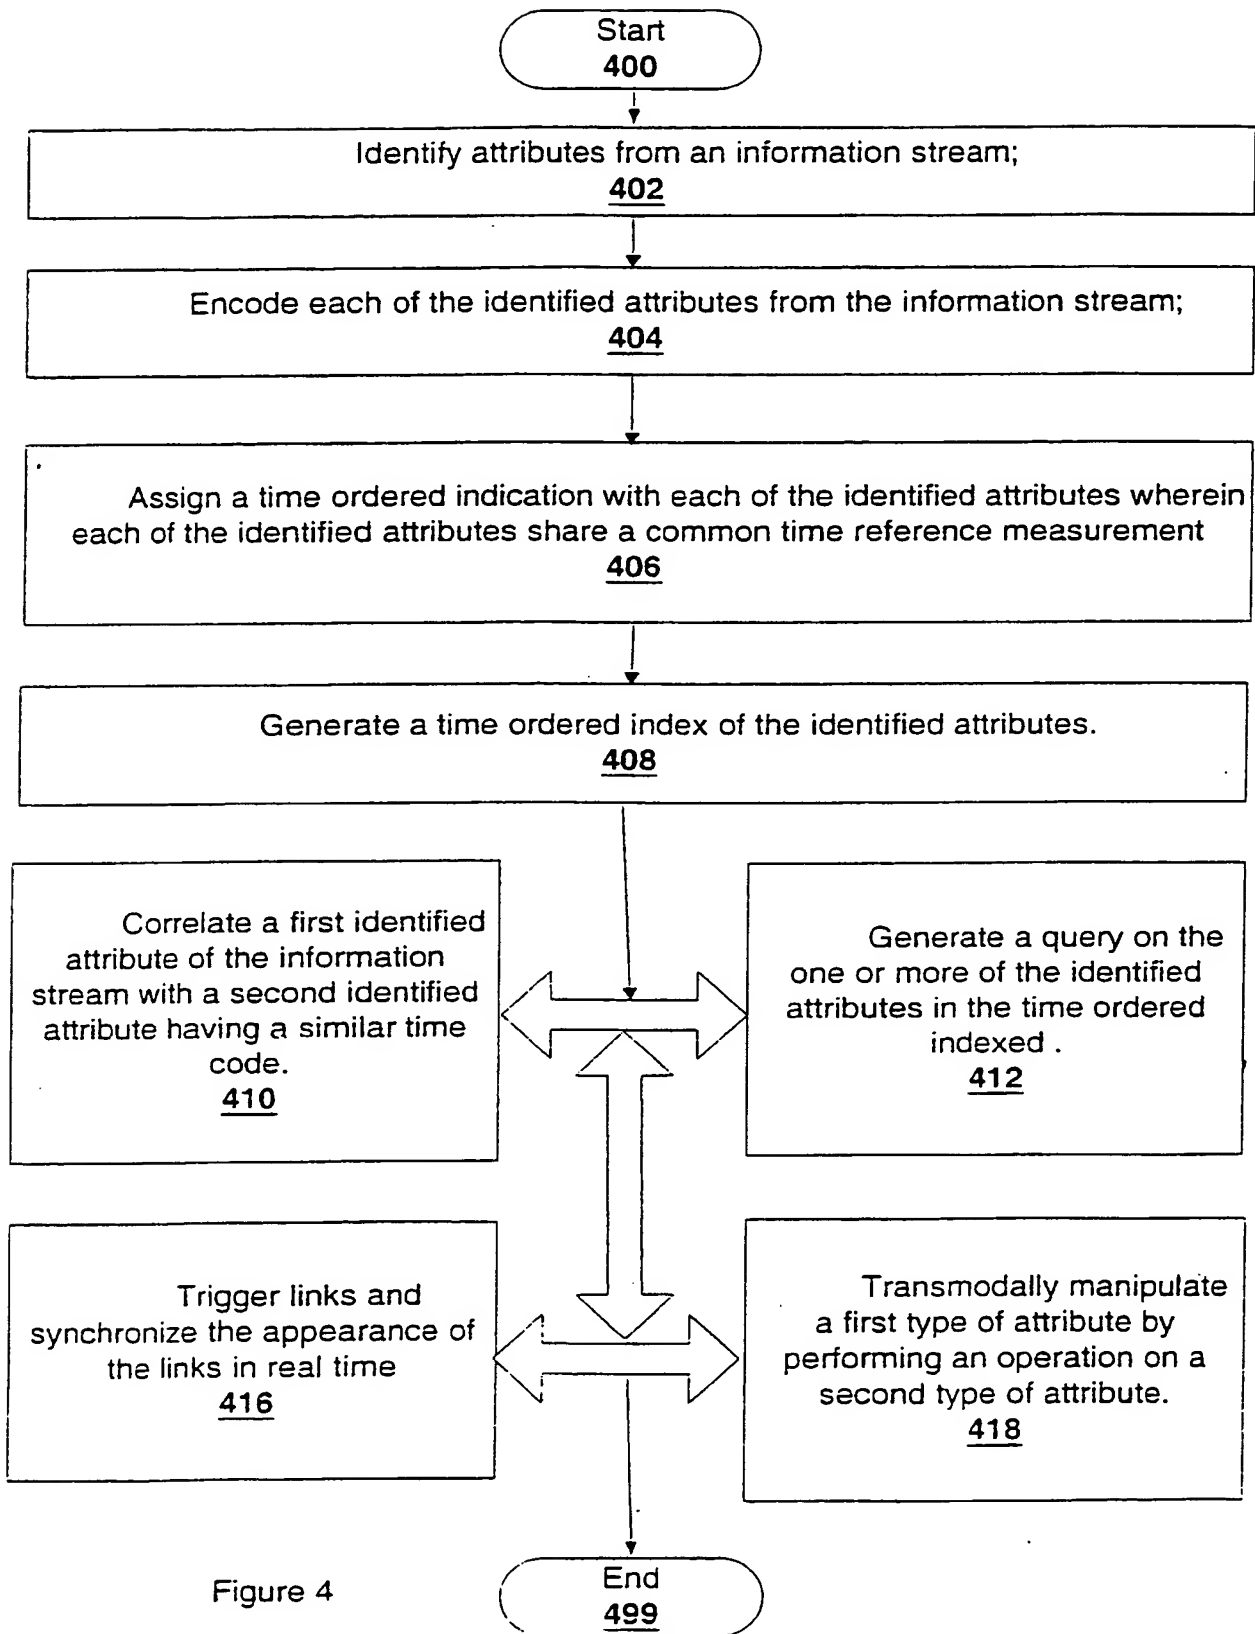 Start
400
Identify attributes from an information stream;
402
Encode each of the identified attributes from the information stream;
404
Assign a time ordered indication with each of the identified attributes wherein
each of the identified attributes share a common time reference measurement
406
Generate a time ordered index of the identified attributes.
408
Correlate a first identified
attribute of the information
stream with a second identified
attribute having a similar time
code.
410
Generate a query on the
one or more of the identified
attributes in the time ordered
indexed .
412
Trigger links and
synchronize the appearance of
the links in real time
416
Transmodally manipulate
a first type of attribute by
performing an operation on a
second type of attribute.
418
End
499
Figure 4